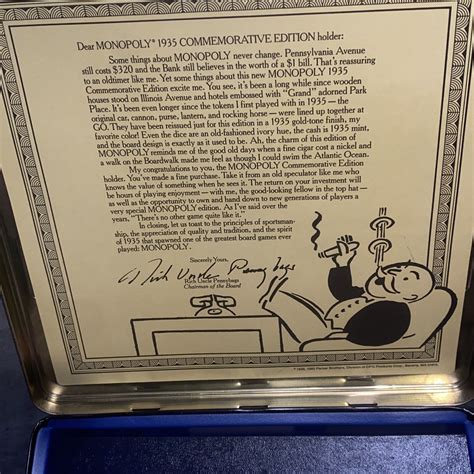 Dear MONOPOLY® 1935 COMMEMORATIVE EDITION holder:
Some things about MONOPOLY never change. Pennsylvania Avenue
still costs $320 and the Bank still believes in the worth of a $1 bill. That's reassuring
to an oldtimer like me. Yet some things about this new MONOPOLY 1935
Commemorative Edition excite me. You see, it's been a long while since wooden
houses stood on Illinois Avenue and hotels embossed with "Grand" adorned Park
Place. It's been even longer since the tokens I first played with in 1935 — the
original car, cannon, purse, lantern, and rocking horse — were lined up together at
GO. They have been reissued just for this edition in a 1935 gold-tone finish, my
favorite color! Even the dice are an old-fashioned ivory hue, the cash is 1935 mint,
and the board design is exactly as it used to be. Ah, the charm of this edition of
MONOPOLY reminds me of the good old days when a fine cigar cost a nickel and
a walk on the Boardwalk made me feel as though I could swim the Atlantic Ocean.
My congratulations to you, the MONOPOLY Commemorative Edition
holder. You've made a fine purchase. Take it from an old speculator like me who
knows the value of something when he sees it. The return on your investment will
be hours of playing enjoyment — with me, the good-looking fellow in the top hat —
as well as the opportunity to own and hand down to new generations of players a
very special MONOPOLY edition. As I've said over the
years, "There's no other game quite like it."
In closing, let us toast to the principles of sportsman-
ship, the appreciation of quality and tradition, and the spirit
of 1935 that spawned one of the greatest board games ever
played: MONOPOLY.
Sincerely Yours,
Rich Uncle Pennybags
Rich Uncle Pennybags
Chairman of the Board
Parker Brothers, Division of